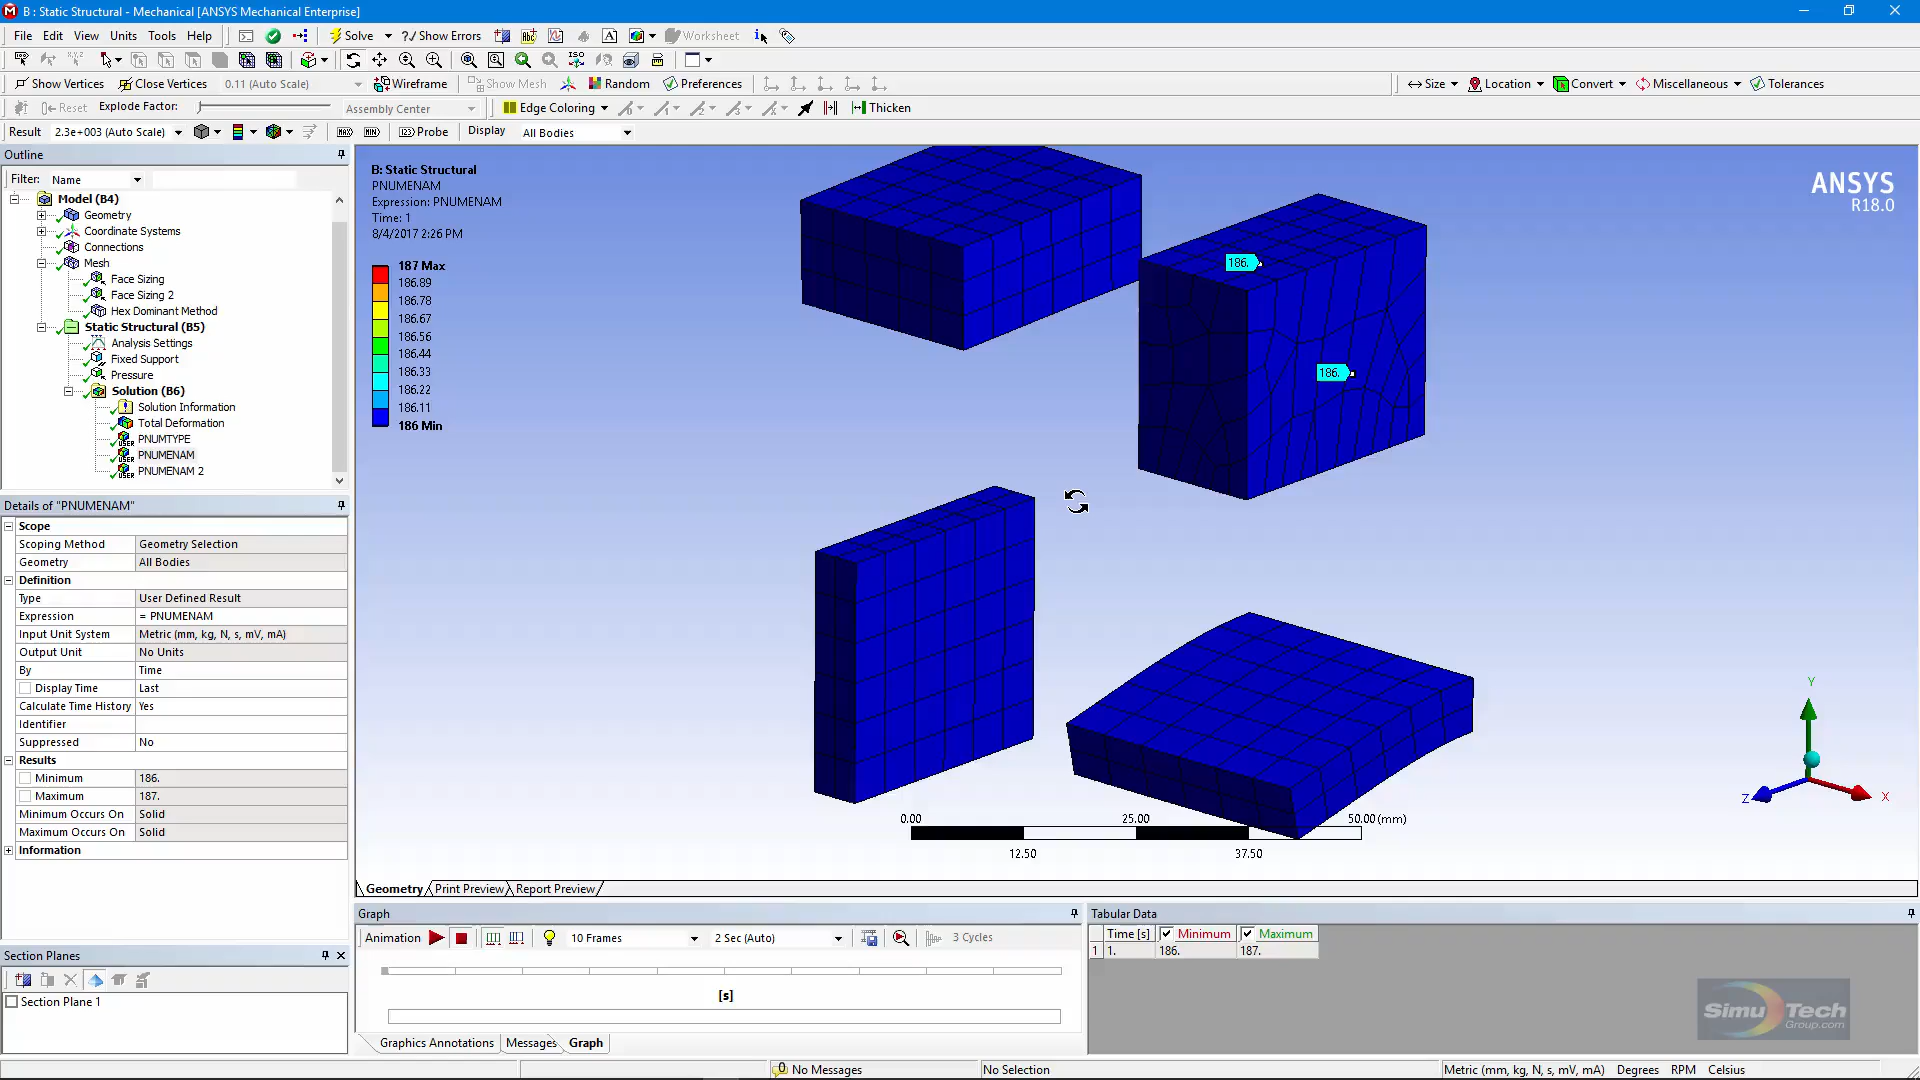 B : Static Structural - Mechanical [ANSYS Mechanical Enterprise]
File Edit View Units Tools Help Solve ?/ Show Errors Worksheet
Show Vertices Close Vertices 0.11 (Auto Scale) Wireframe Show Mesh Random Preferences Size Location Convert Miscellaneous Tolerances
Reset Explode Factor: Assembly Center Edge Coloring Thicken
Result 2.3e+003 (Auto Scale) MAX MIN Probe Display All Bodies
Outline
Filter: Name
Model (B4)
Geometry
Coordinate Systems
Connections
Mesh
Face Sizing
Face Sizing 2
Hex Dominant Method
Static Structural (B5)
Analysis Settings
Fixed Support
Pressure
Solution (B6)
Solution Information
Total Deformation
PNUMTYPE
PNUMENAM
PNUMENAM 2
Details of "PNUMENAM"
Scope
Scoping Method Geometry Selection
Geometry All Bodies
Definition
Type User Defined Result
Expression = PNUMENAM
Input Unit System Metric (mm, kg, N, s, mV, mA)
Output Unit No Units
By Time
Display Time Last
Calculate Time History Yes
Identifier
Suppressed No
Results
Minimum 186.
Maximum 187.
Minimum Occurs On Solid
Maximum Occurs On Solid
Information
Section Planes
Section Plane 1
B: Static Structural
PNUMENAM
Expression: PNUMENAM
Time: 1
8/4/2017 2:26 PM
187 Max
186.89
186.78
186.67
186.56
186.44
186.33
186.22
186.11
186 Min
186.
186.
ANSYS
R18.0
Y
Z X
0.00 25.00 50.00 (mm)
12.50 37.50
Geometry Print Preview Report Preview
Graph
Animation 10 Frames 2 Sec (Auto) 3 Cycles
[s]
Graphics Annotations Messages Graph
Tabular Data
Time [s] Minimum Maximum
1 1. 186. 187.
SimuTech
Group.com
0 No Messages No Selection Metric (mm, kg, N, s, mV, mA) Degrees RPM Celsius